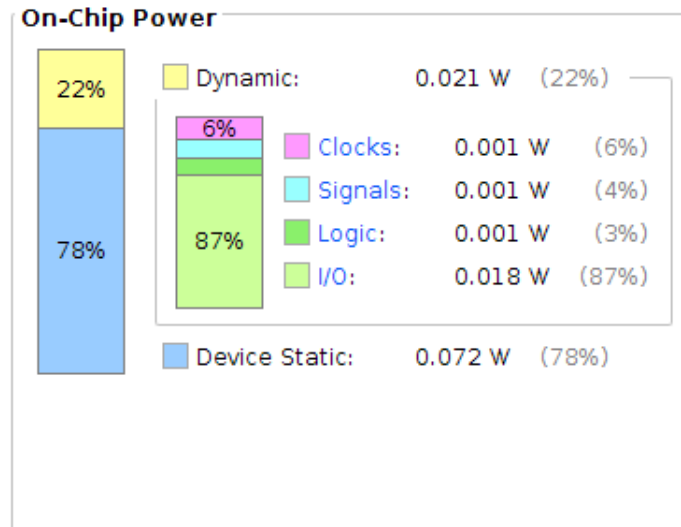 On-Chip Power
22%
78%
Dynamic: 0.021 W (22%)
6%
87%
Clocks: 0.001 W (6%)
Signals: 0.001 W (4%)
Logic: 0.001 W (3%)
I/O: 0.018 W (87%)
Device Static: 0.072 W (78%)